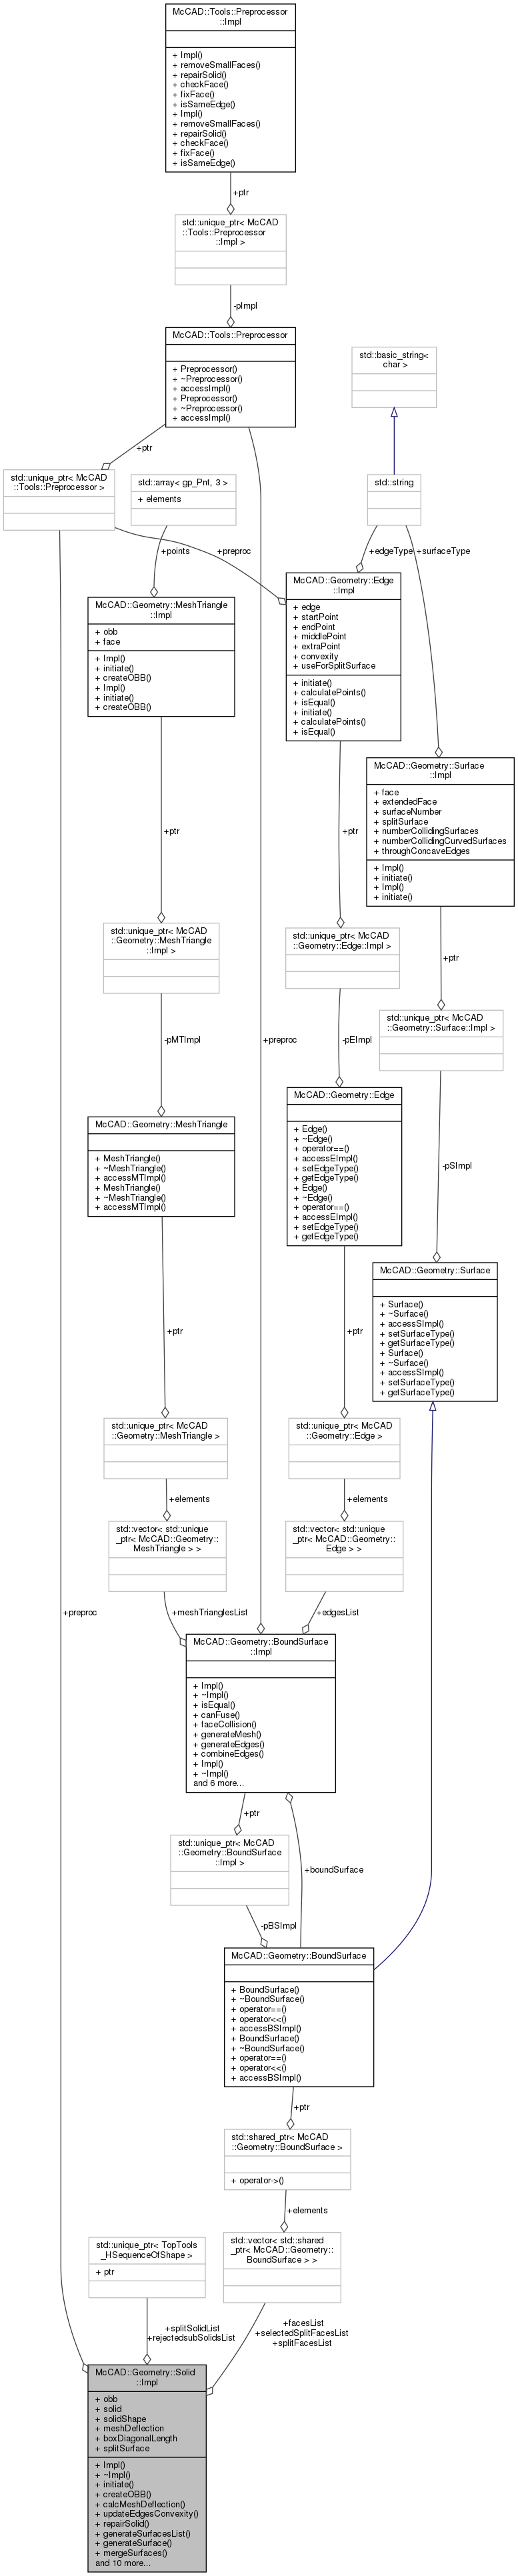 McCAD::Tools::Preprocessor
::Impl
+ Impl()
+ removeSmallFaces()
+ repairSolid()
+ checkFace()
+ fixFace()
+ isSameEdge()
+ Impl()
+ removeSmallFaces()
+ repairSolid()
+ checkFace()
+ fixFace()
+ isSameEdge()
+ptr
std::unique_ptr< McCAD
::Tools::Preprocessor
::Impl >
-pImpl
McCAD::Tools::Preprocessor
+ Preprocessor()
+ ~Preprocessor()
+ accessImpl()
+ Preprocessor()
+ ~Preprocessor()
+ accessImpl()
std::basic_string<
char >
+ptr
std::unique_ptr< McCAD
::Tools::Preprocessor >
std::array< gp_Pnt, 3 >
+ elements
std::string
+points
+preproc
+edgeType
+surfaceType
McCAD::Geometry::Edge
::Impl
+ edge
+ startPoint
+ endPoint
+ middlePoint
+ extraPoint
+ convexity
+ useForSplitSurface
+ initiate()
+ calculatePoints()
+ isEqual()
+ initiate()
+ calculatePoints()
+ isEqual()
McCAD::Geometry::MeshTriangle
::Impl
+ obb
+ face
+ Impl()
+ initiate()
+ createOBB()
+ Impl()
+ initiate()
+ createOBB()
McCAD::Geometry::Surface
::Impl
+ face
+ extendedFace
+ surfaceNumber
+ splitSurface
+ numberCollidingSurfaces
+ numberCollidingCurvedSurfaces
+ throughConcaveEdges
+ Impl()
+ initiate()
+ Impl()
+ initiate()
+ptr
+ptr
+ptr
std::unique_ptr< McCAD
::Geometry::MeshTriangle
::Impl >
std::unique_ptr< McCAD
::Geometry::Edge::Impl >
std::unique_ptr< McCAD
::Geometry::Surface::Impl >
-pMTImpl
+preproc
-pEImpl
-pSImpl
McCAD::Geometry::Edge
+ Edge()
+ ~Edge()
+ operator==()
+ accessEImpl()
+ setEdgeType()
+ getEdgeType()
+ Edge()
+ ~Edge()
+ operator==()
+ accessEImpl()
+ setEdgeType()
+ getEdgeType()
McCAD::Geometry::MeshTriangle
+ MeshTriangle()
+ ~MeshTriangle()
+ accessMTImpl()
+ MeshTriangle()
+ ~MeshTriangle()
+ accessMTImpl()
McCAD::Geometry::Surface
+ Surface()
+ ~Surface()
+ accessSImpl()
+ setSurfaceType()
+ getSurfaceType()
+ Surface()
+ ~Surface()
+ accessSImpl()
+ setSurfaceType()
+ getSurfaceType()
+ptr
+ptr
std::unique_ptr< McCAD
::Geometry::MeshTriangle >
std::unique_ptr< McCAD
::Geometry::Edge >
+elements
+elements
std::vector< std::unique
_ptr< McCAD::Geometry::
MeshTriangle > >
std::vector< std::unique
_ptr< McCAD::Geometry::
Edge > >
+preproc
+meshTrianglesList
+edgesList
McCAD::Geometry::BoundSurface
::Impl
+ Impl()
+ ~Impl()
+ isEqual()
+ canFuse()
+ faceCollision()
+ generateMesh()
+ generateEdges()
+ combineEdges()
+ Impl()
+ ~Impl()
and 6 more...
+ptr
std::unique_ptr< McCAD
::Geometry::BoundSurface
::Impl >
+boundSurface
-pBSImpl
McCAD::Geometry::BoundSurface
+ BoundSurface()
+ ~BoundSurface()
+ operator==()
+ operator<<()
+ accessBSImpl()
+ BoundSurface()
+ ~BoundSurface()
+ operator==()
+ operator<<()
+ accessBSImpl()
+ptr
std::shared_ptr< McCAD
::Geometry::BoundSurface >
+ operator->()
+elements
std::unique_ptr< TopTools
_HSequenceOfShape >
+ ptr
std::vector< std::shared
_ptr< McCAD::Geometry::
BoundSurface > >
+splitSolidList
+rejectedsubSolidsList
+facesList
+selectedSplitFacesList
+splitFacesList
McCAD::Geometry::Solid
::Impl
+ obb
+ solid
+ solidShape
+ meshDeflection
+ boxDiagonalLength
+ splitSurface
+ Impl()
+ ~Impl()
+ initiate()
+ createOBB()
+ calcMeshDeflection()
+ updateEdgesConvexity()
+ repairSolid()
+ generateSurfacesList()
+ generateSurface()
+ mergeSurfaces()
and 10 more...